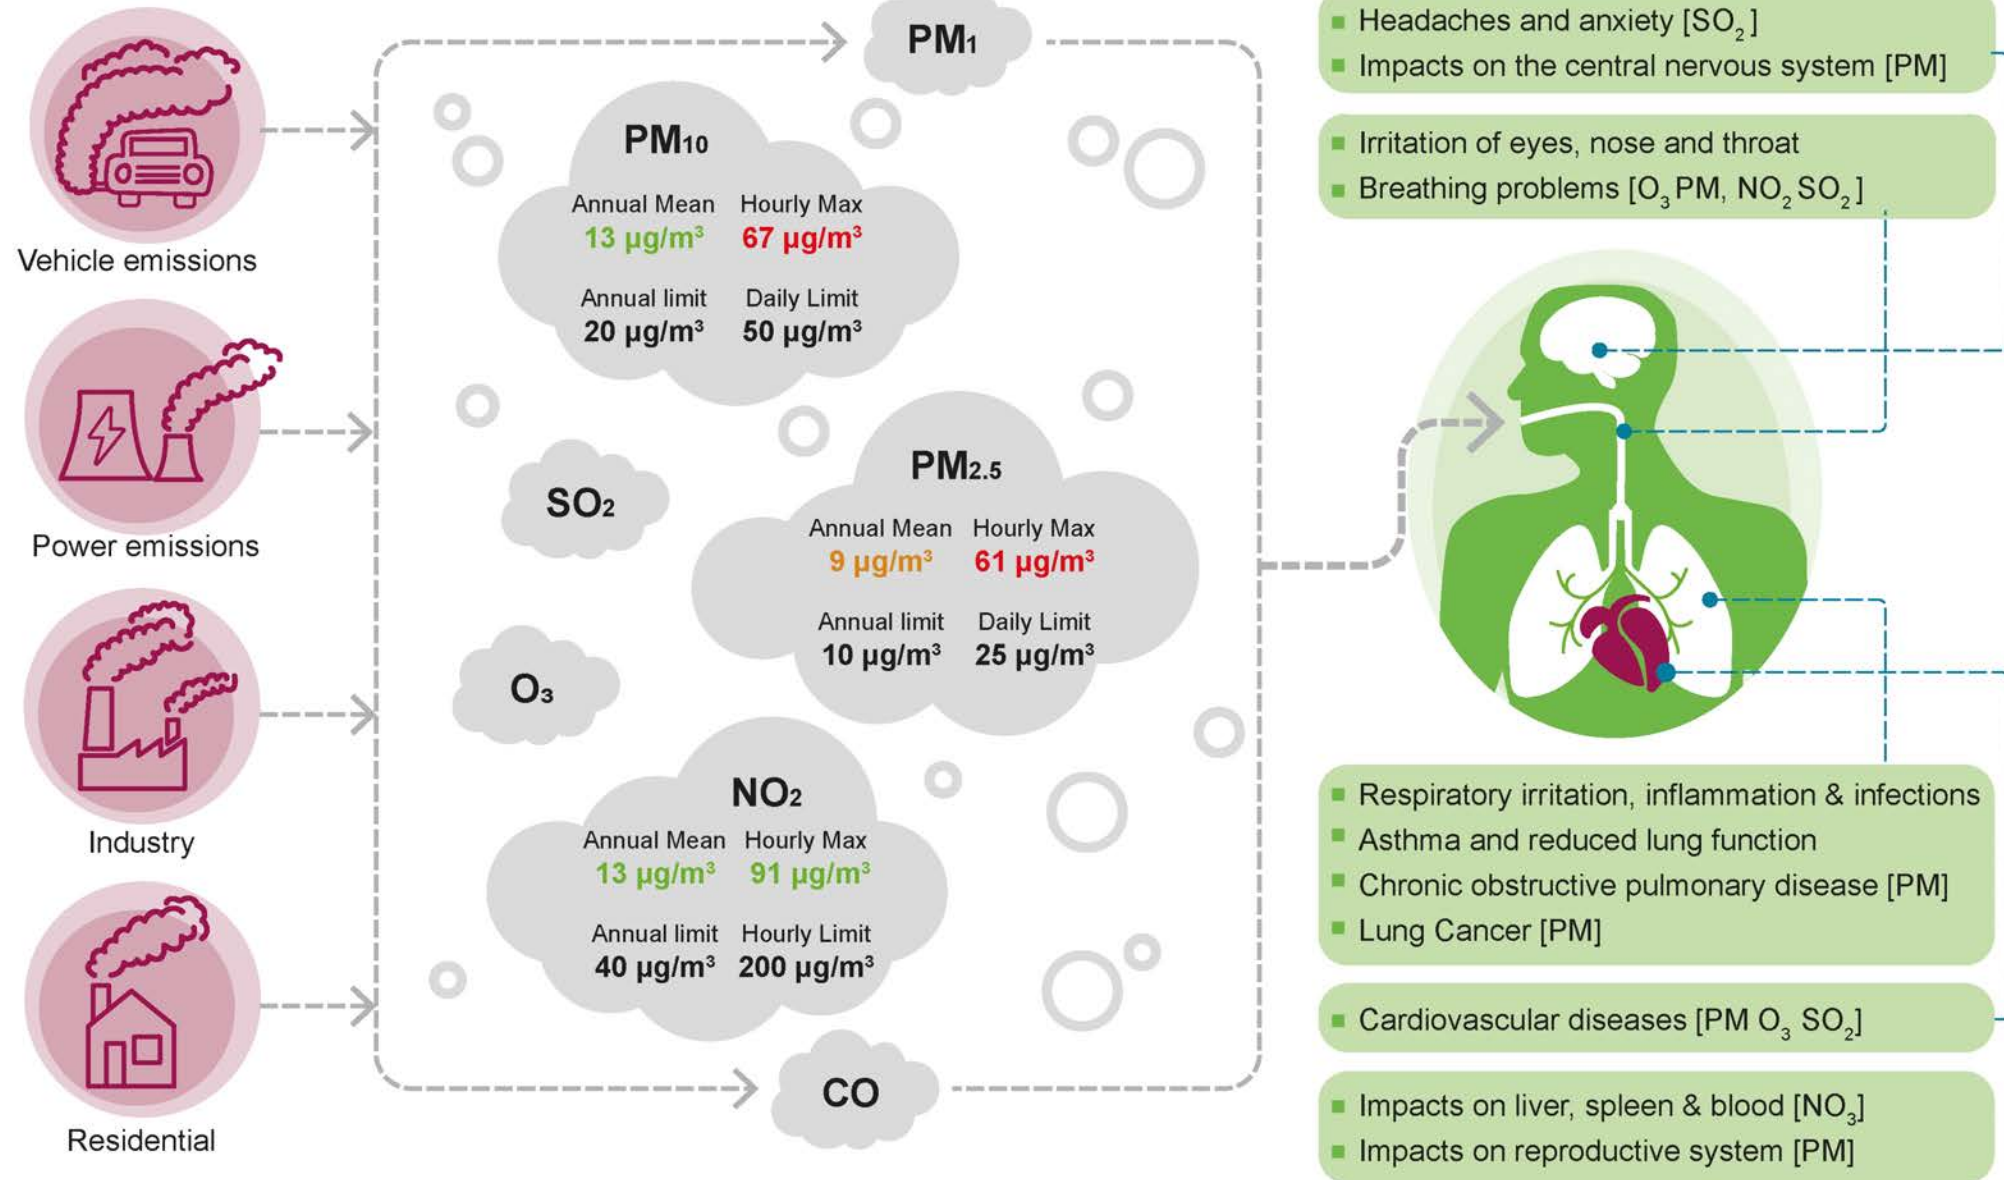 Vehicle emissions
Power emissions
Industry
Residential
PM1
PM10
Annual Mean Hourly Max
13 µg/m³ 67 µg/m³
Annual limit Daily Limit
20 µg/m³ 50 µg/m³
SO2
PM2.5
Annual Mean Hourly Max
9 µg/m³ 61 µg/m³
Annual limit Daily Limit
10 µg/m³ 25 µg/m³
O3
NO2
Annual Mean Hourly Max
13 µg/m³ 91 µg/m³
Annual limit Hourly Limit
40 µg/m³ 200 µg/m³
CO
Headaches and anxiety [SO₂]
Impacts on the central nervous system [PM]
Irritation of eyes, nose and throat
Breathing problems [O₃ PM, NO₂ SO₂]
Respiratory irritation, inflammation & infections
Asthma and reduced lung function
Chronic obstructive pulmonary disease [PM]
Lung Cancer [PM]
Cardiovascular diseases [PM O₃ SO₂]
Impacts on liver, spleen & blood [NO₃]
Impacts on reproductive system [PM]